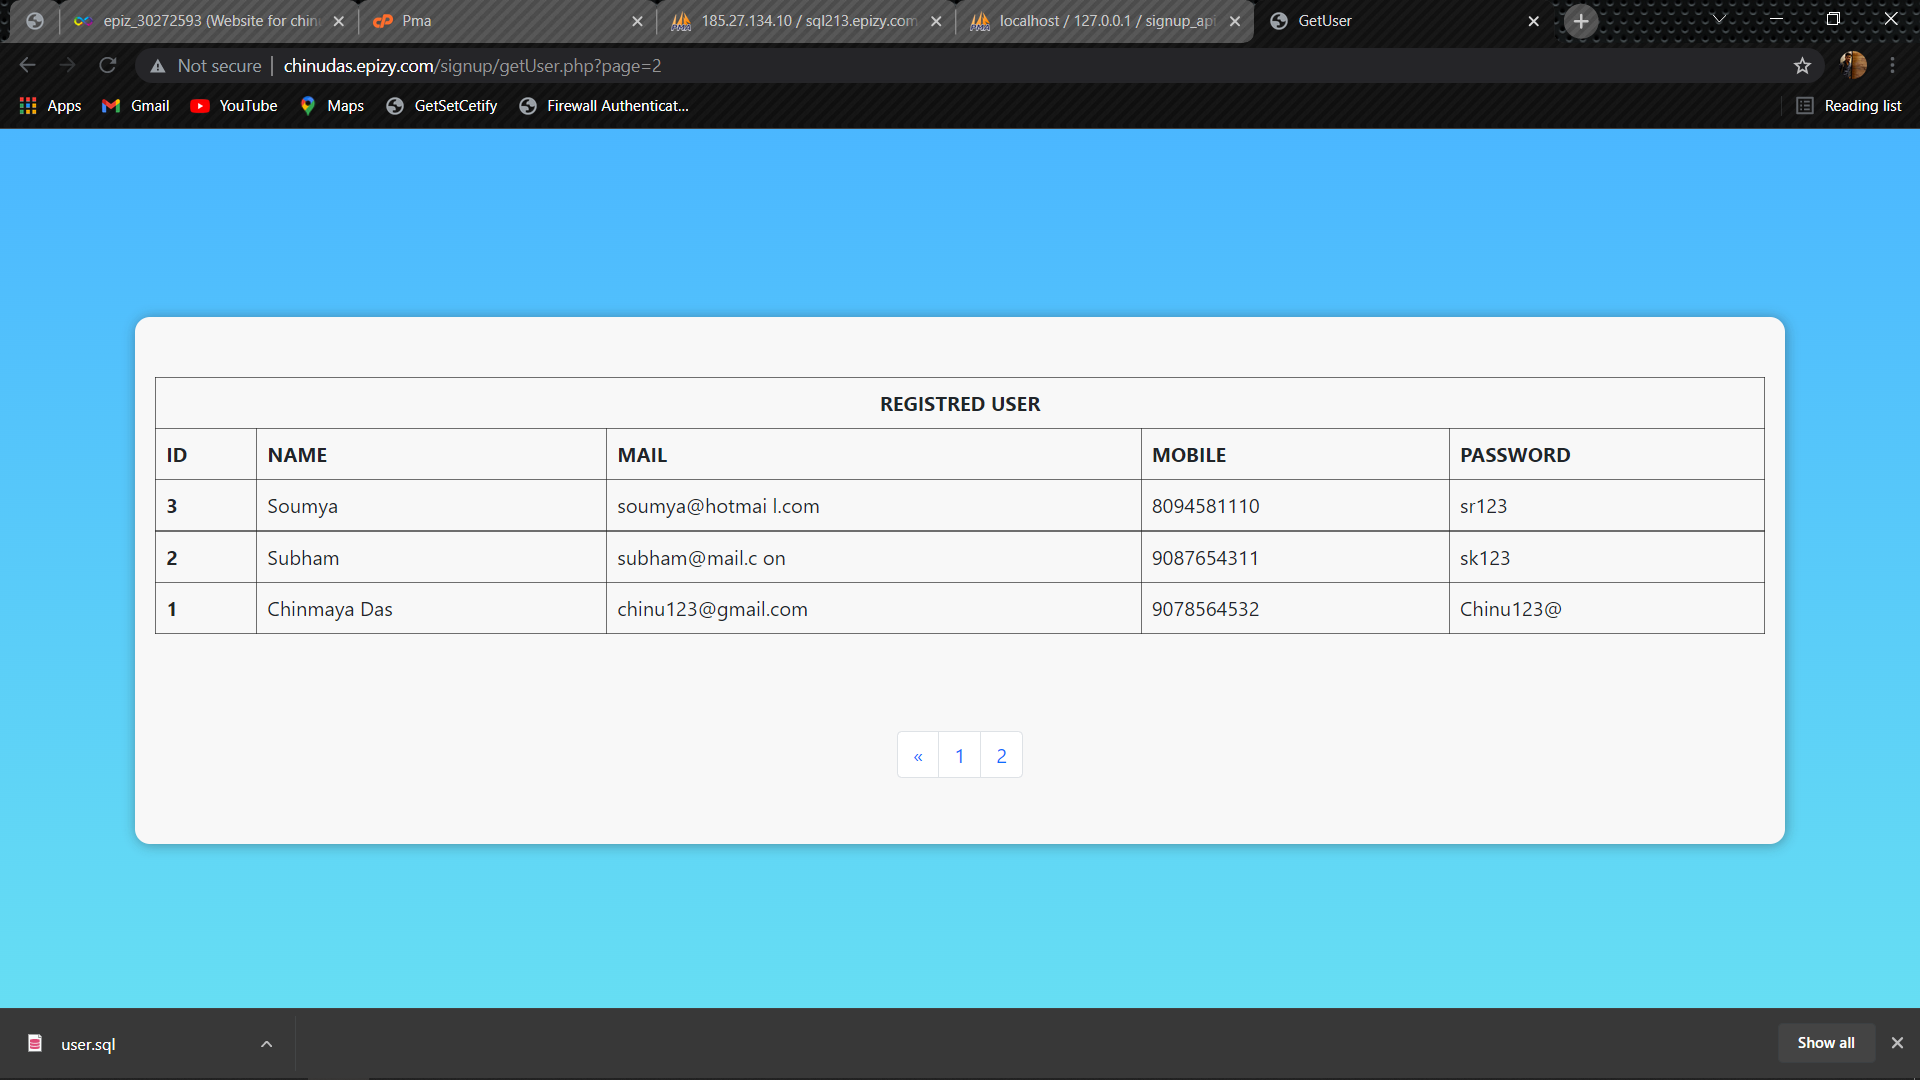 epiz_30272593 (Website for chin
Pma
185.27.134.10 / sql213.epizy.com
localhost / 127.0.0.1 / signup_api
GetUser
Not secure | chinudas.epizy.com/signup/getUser.php?page=2
Apps Gmail YouTube Maps GetSetCetify Firewall Authenticat... Reading list
REGISTRED USER
ID NAME MAIL MOBILE PASSWORD
3 Soumya soumya@hotmai l.com 8094581110 sr123
2 Subham subham@mail.c on 9087654311 sk123
1 Chinmaya Das chinu123@gmail.com 9078564532 Chinu123@
« 1 2
user.sql Show all